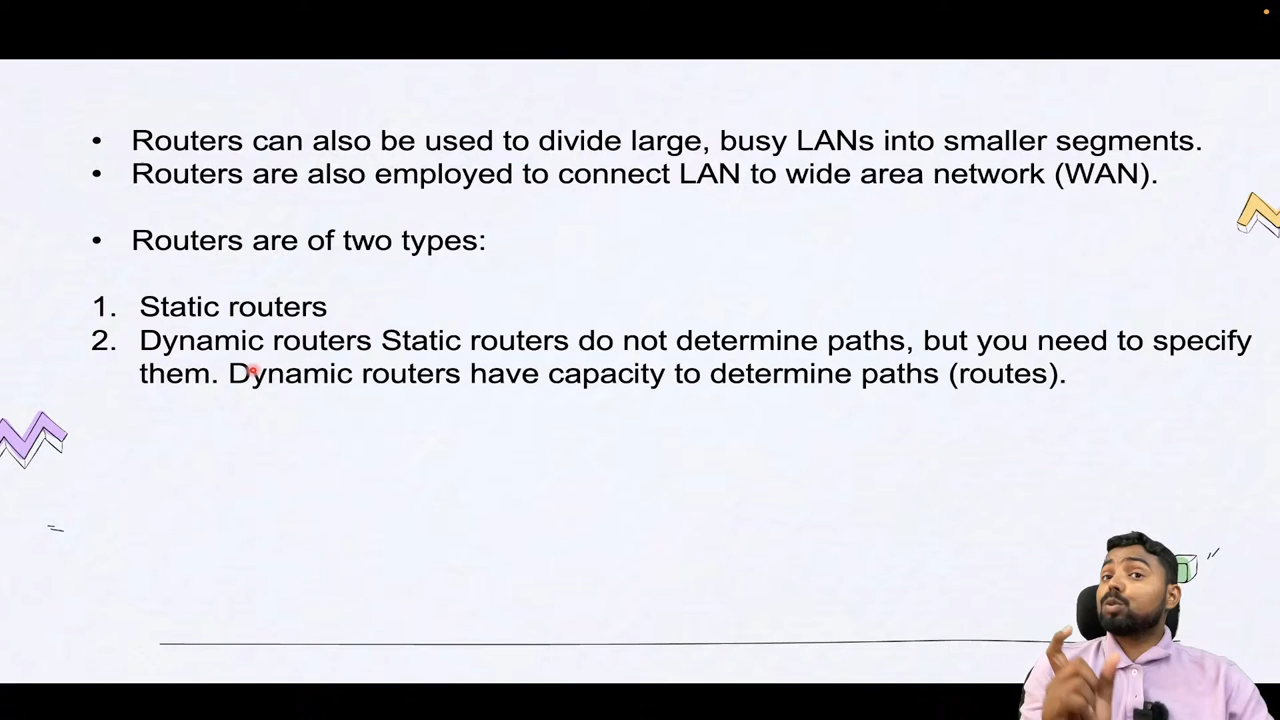 • Routers can also be used to divide large, busy LANs into smaller segments.
• Routers are also employed to connect LAN to wide area network (WAN).
• Routers are of two types:
1. Static routers
2. Dynamic routers Static routers do not determine paths, but you need to specify
them. Dynamic routers have capacity to determine paths (routes).